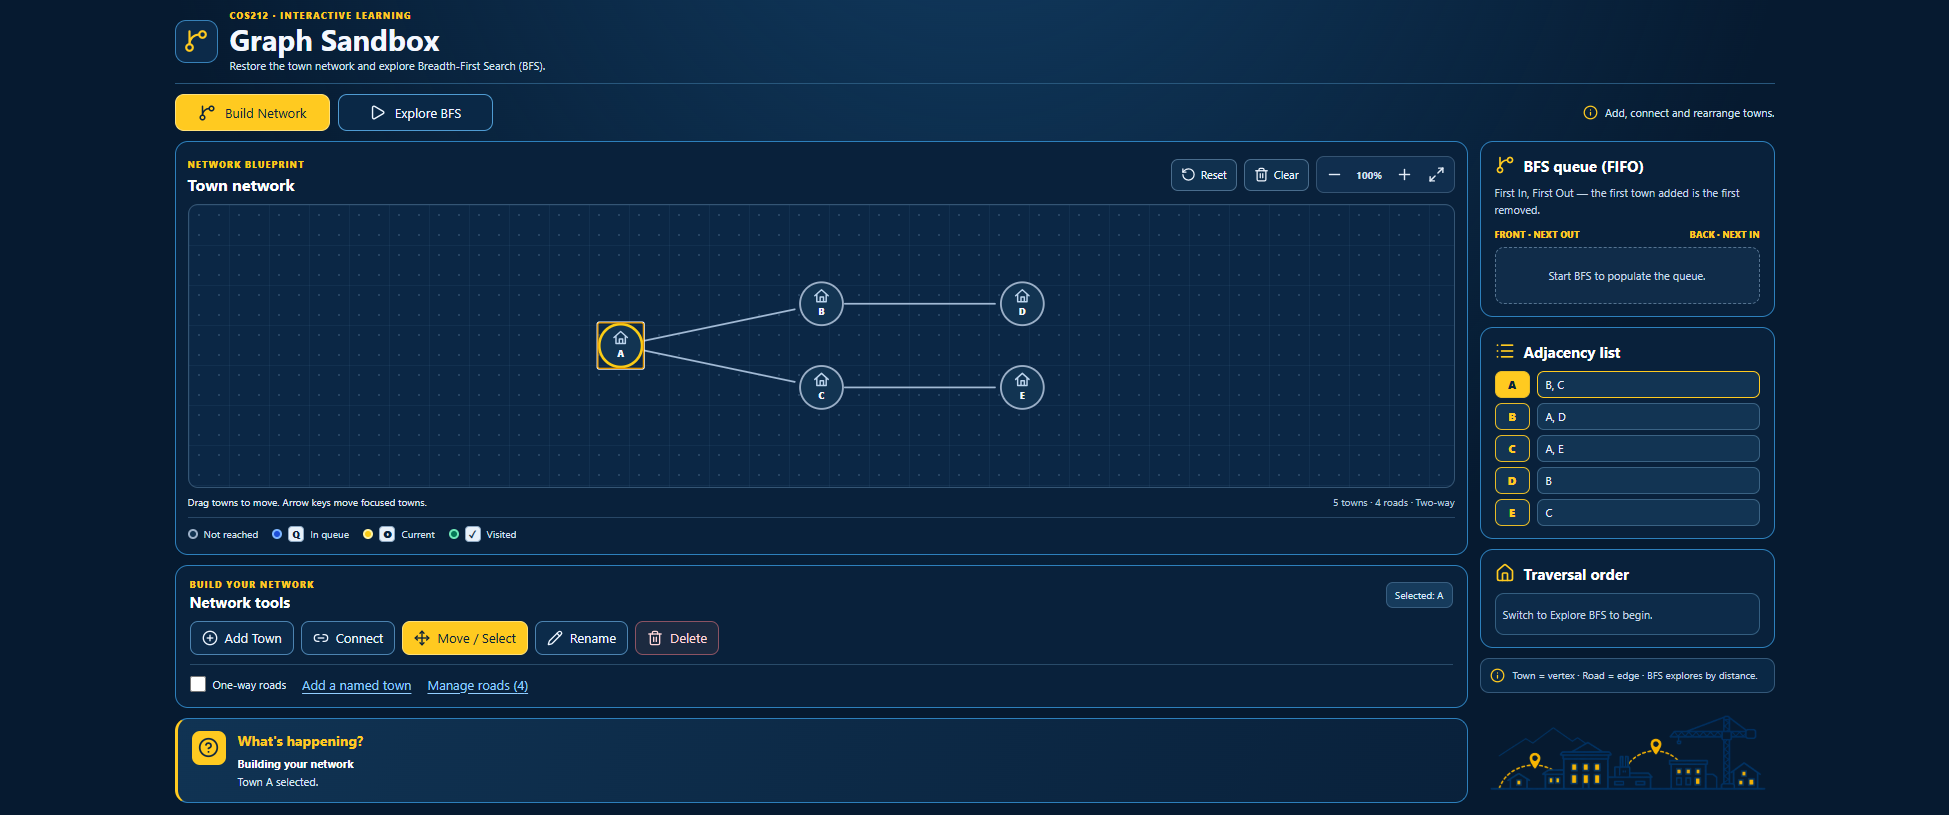 COS212 · INTERACTIVE LEARNING
Graph Sandbox
Restore the town network and explore Breadth-First Search (BFS).
Build Network
Explore BFS
Add, connect and rearrange towns.
NETWORK BLUEPRINT
Town network
Reset
Clear
100%
B
D
A
C
E
Drag towns to move. Arrow keys move focused towns.
5 towns · 4 roads · Two-way
Not reached
Q In queue
Current
✓ Visited
BUILD YOUR NETWORK
Network tools
Selected: A
Add Town
Connect
Move / Select
Rename
Delete
One-way roads
Add a named town
Manage roads (4)
What's happening?
Building your network
Town A selected.
BFS queue (FIFO)
First In, First Out — the first town added is the first
removed.
FRONT · NEXT OUT
BACK · NEXT IN
Start BFS to populate the queue.
Adjacency list
A B, C
B A, D
C A, E
D B
E C
Traversal order
Switch to Explore BFS to begin.
Town = vertex · Road = edge · BFS explores by distance.